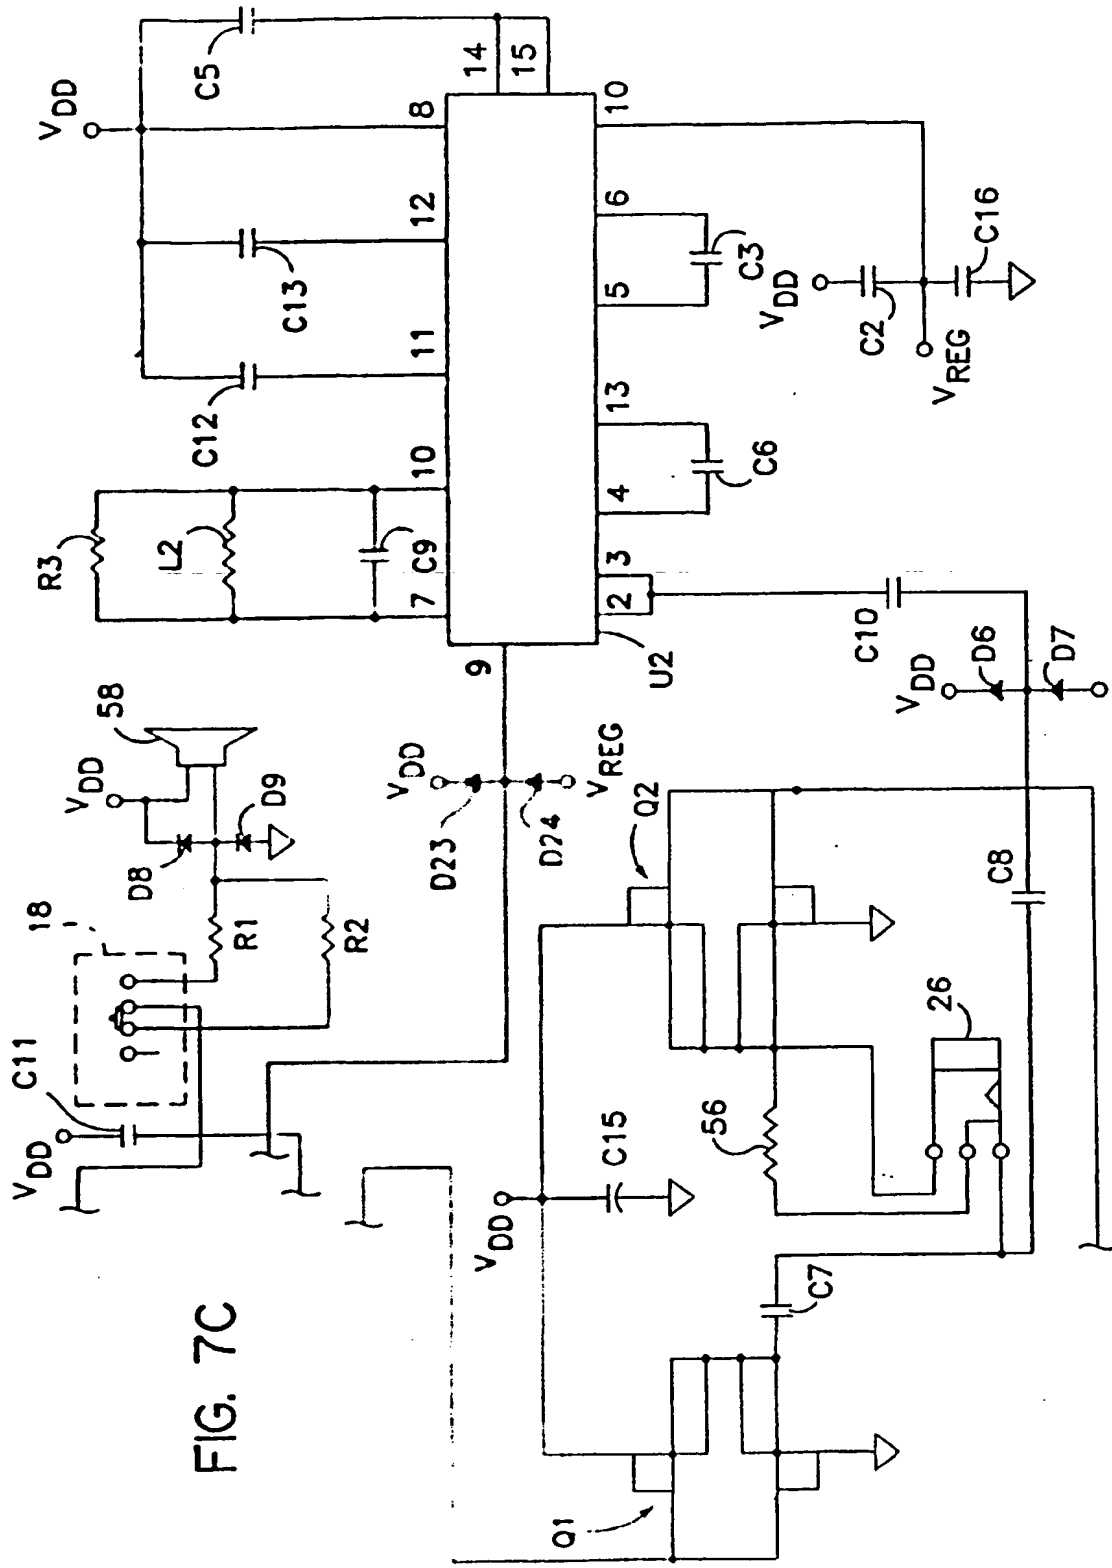 FIG. 7C
VDD
C11
18
R1
R2
D8
D9
VDD
58
R3
L2
C9
7
10
C12
C13
11
12
VDD
C5
8
14
15
9
VDD
D23
D24
VREG
U2
2
3
4
13
5
6
10
C6
C3
VDD
C2
C16
VREG
C10
VDD
D6
D7
Q1
VDD
C15
Q2
56
26
C7
C8